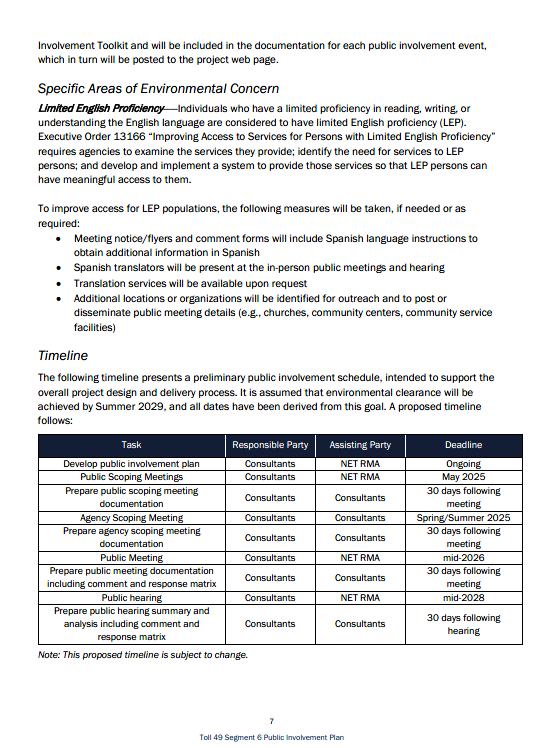 Involvement Toolkit and will be included in the documentation for each public involvement event,
which in turn will be posted to the project web page.
Specific Areas of Environmental Concern
Limited English Proficiency—Individuals who have a limited proficiency in reading, writing, or
understanding the English language are considered to have limited English proficiency (LEP).
Executive Order 13166 “Improving Access to Services for Persons with Limited English Proficiency”
requires agencies to examine the services they provide; identify the need for services to LEP
persons; and develop and implement a system to provide those services so that LEP persons can
have meaningful access to them.
To improve access for LEP populations, the following measures will be taken, if needed or as
required:
• Meeting notice/flyers and comment forms will include Spanish language instructions to
obtain additional information in Spanish
• Spanish translators will be present at the in-person public meetings and hearing
• Translation services will be available upon request
• Additional locations or organizations will be identified for outreach and to post or
disseminate public meeting details (e.g., churches, community centers, community service
facilities)
Timeline
The following timeline presents a preliminary public involvement schedule, intended to support the
overall project design and delivery process. It is assumed that environmental clearance will be
achieved by Summer 2029, and all dates have been derived from this goal. A proposed timeline
follows:
Task Responsible Party Assisting Party Deadline
Develop public involvement plan Consultants NET RMA Ongoing
Public Scoping Meetings Consultants NET RMA May 2025
Prepare public scoping meeting
documentation Consultants Consultants 30 days following
meeting
Agency Scoping Meeting Consultants Consultants Spring/Summer 2025
Prepare agency scoping meeting
documentation Consultants Consultants 30 days following
meeting
Public Meeting Consultants NET RMA mid-2026
Prepare public meeting documentation
including comment and response matrix Consultants Consultants 30 days following
meeting
Public hearing Consultants NET RMA mid-2028
Prepare public hearing summary and
analysis including comment and
response matrix Consultants Consultants 30 days following
hearing
Note: This proposed timeline is subject to change.
7
Toll 49 Segment 6 Public Involvement Plan